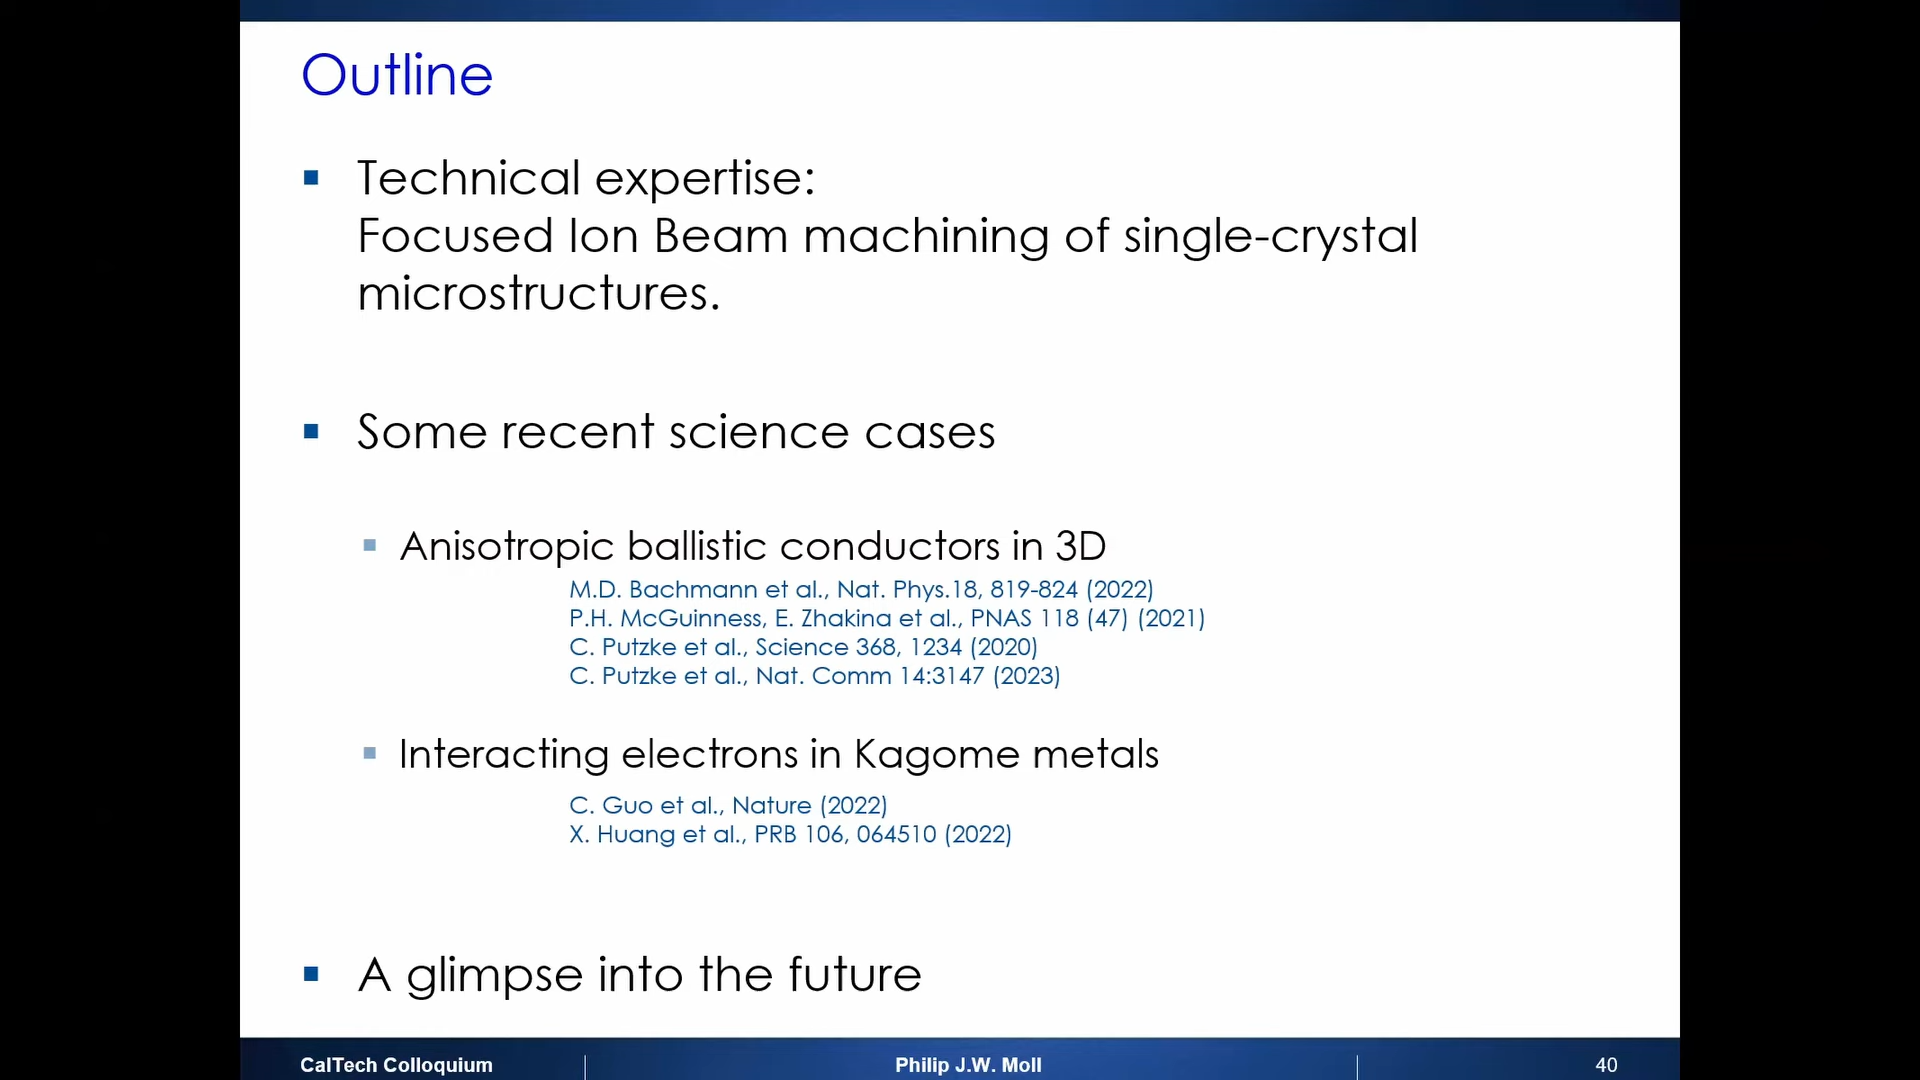 Outline
Technical expertise:
Focused Ion Beam machining of single-crystal
microstructures.
Some recent science cases
Anisotropic ballistic conductors in 3D
M.D. Bachmann et al., Nat. Phys.18, 819-824 (2022)
P.H. McGuinness, E. Zhakina et al., PNAS 118 (47) (2021)
C. Putzke et al., Science 368, 1234 (2020)
C. Putzke et al., Nat. Comm 14:3147 (2023)
Interacting electrons in Kagome metals
C. Guo et al., Nature (2022)
X. Huang et al., PRB 106, 064510 (2022)
A glimpse into the future
CalTech Colloquium
Philip J.W. Moll
40